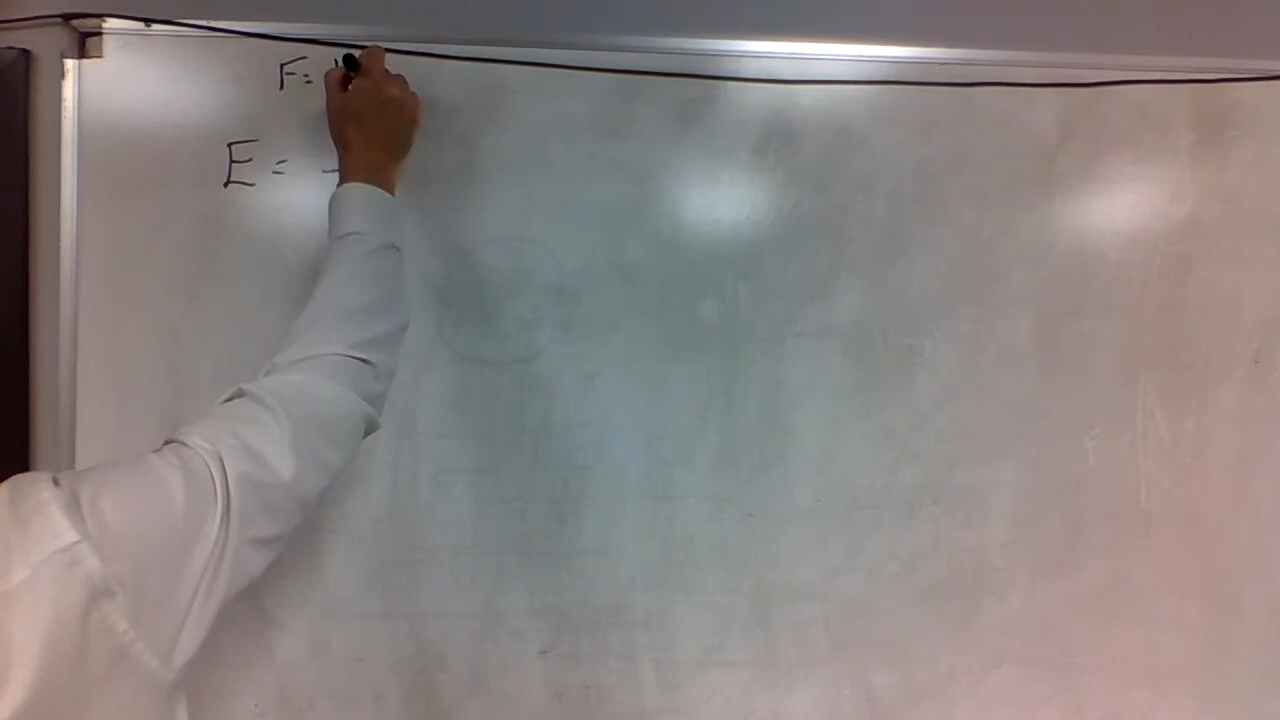 F=
E =